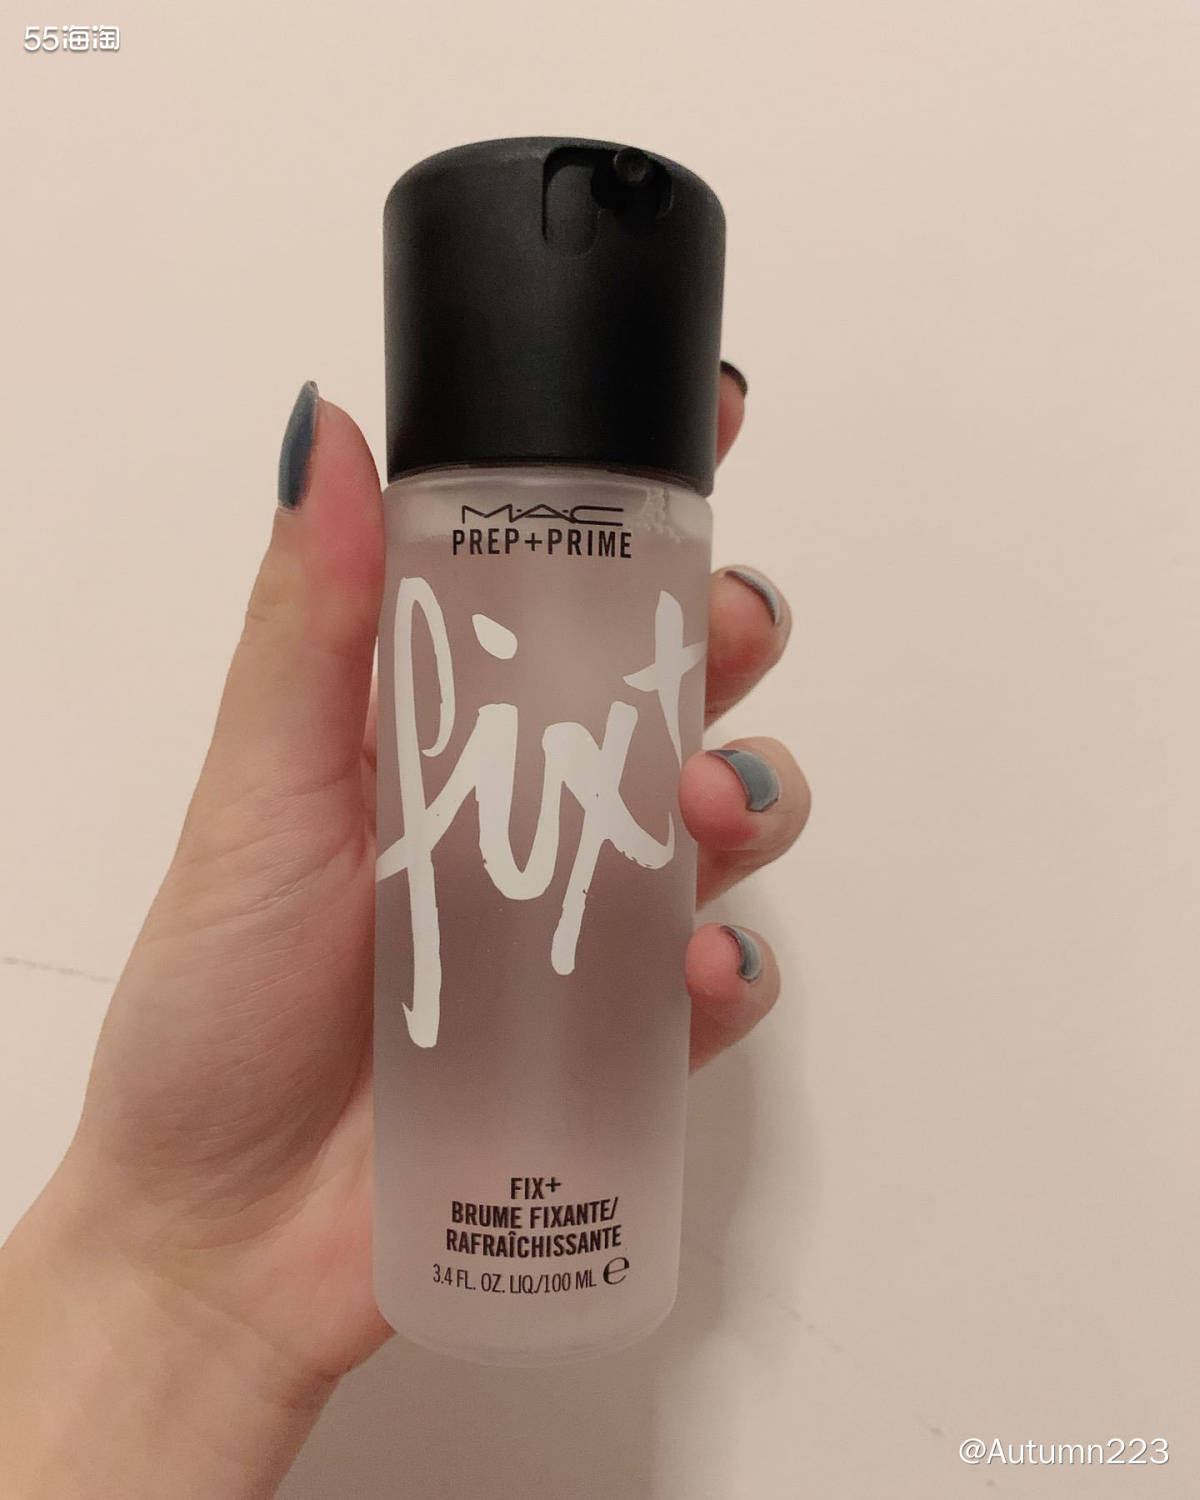 55海淘
M·A·C
PREP+PRIME
fix+
FIX+
BRUME FIXANTE/
RAFRAÎCHISSANTE
3.4 FL. OZ. LIQ./100 ML ℮
@Autumn223